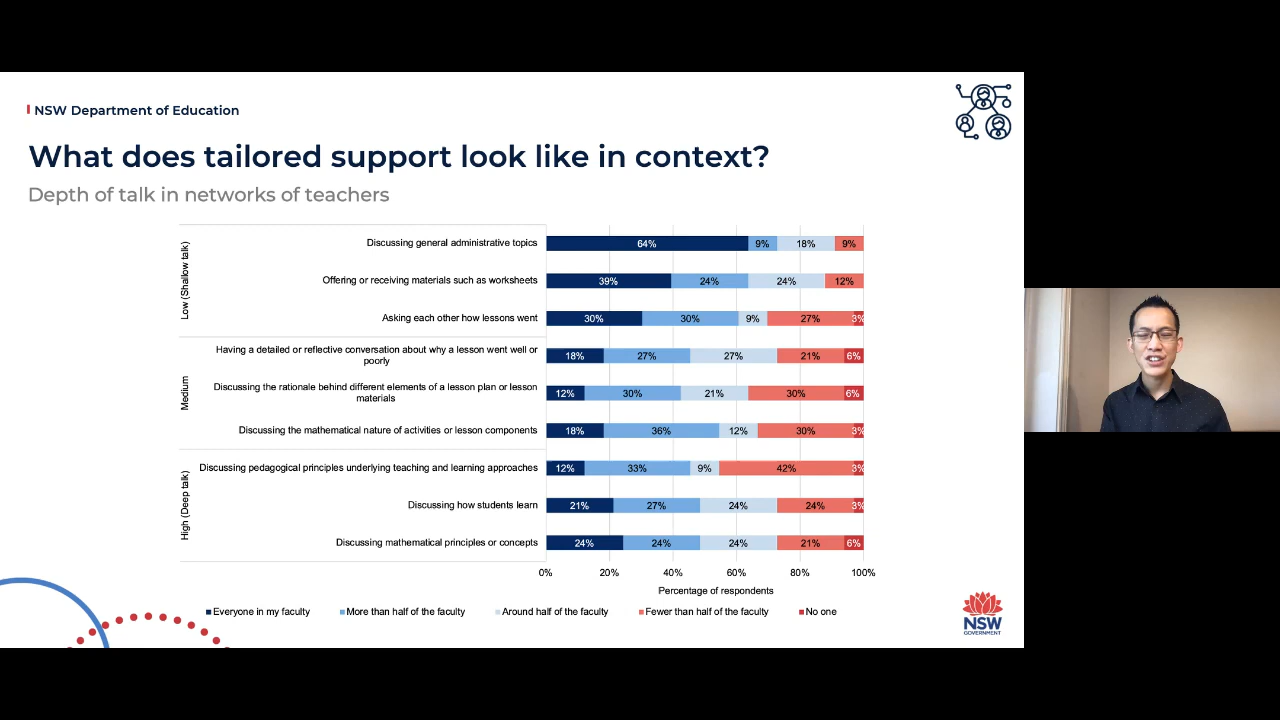 NSW Department of Education
What does tailored support look like in context?
Depth of talk in networks of teachers
Low (Shallow talk)
Discussing general administrative topics
64% 9% 18% 9%
Offering or receiving materials such as worksheets
39% 24% 24% 12%
Asking each other how lessons went
30% 30% 9% 27% 3%
Medium
Having a detailed or reflective conversation about why a lesson went well or
poorly
18% 27% 27% 21% 6%
Discussing the rationale behind different elements of a lesson plan or lesson
materials
12% 30% 21% 30% 6%
Discussing the mathematical nature of activities or lesson components
18% 36% 12% 30% 3%
High (Deep talk)
Discussing pedagogical principles underlying teaching and learning approaches
12% 33% 9% 42% 3%
Discussing how students learn
21% 27% 24% 24% 3%
Discussing mathematical principles or concepts
24% 24% 24% 21% 6%
0% 20% 40% 60% 80% 100%
Percentage of respondents
Everyone in my faculty More than half of the faculty Around half of the faculty Fewer than half of the faculty No one
NSW
GOVERNMENT